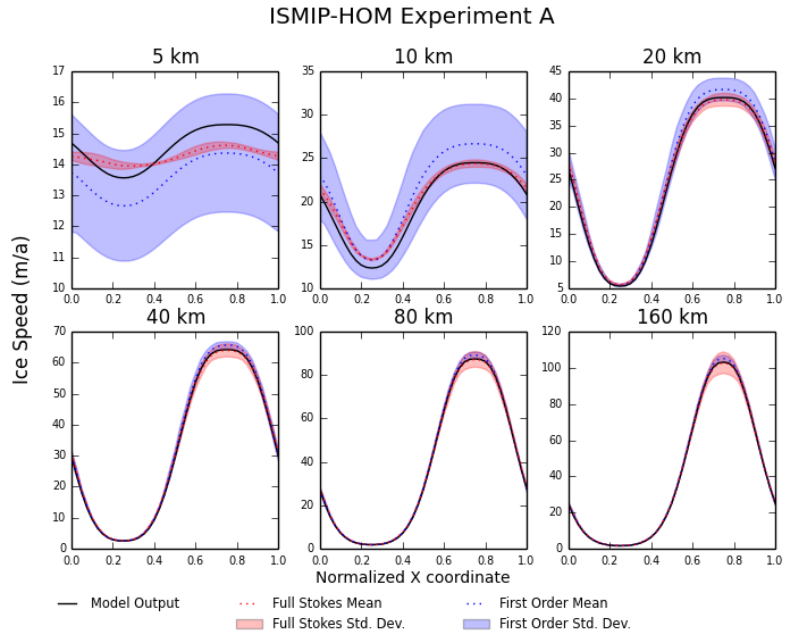 ISMIP-HOM Experiment A
5 km
10 km
20 km
17
16
15
14
13
12
11
10
0.0 0.2 0.4 0.6 0.8 1.0
35
30
25
20
15
10
0.0 0.2 0.4 0.6 0.8 1.0
45
40
35
30
25
20
15
10
5
0.0 0.2 0.4 0.6 0.8 1.0
Ice Speed (m/a)
40 km
80 km
160 km
70
60
50
40
30
20
10
0
0.0 0.2 0.4 0.6 0.8 1.0
100
80
60
40
20
0
0.0 0.2 0.4 0.6 0.8 1.0
120
100
80
60
40
20
0
0.0 0.2 0.4 0.6 0.8 1.0
Normalized X coordinate
Model Output
Full Stokes Mean
First Order Mean
Full Stokes Std. Dev.
First Order Std. Dev.